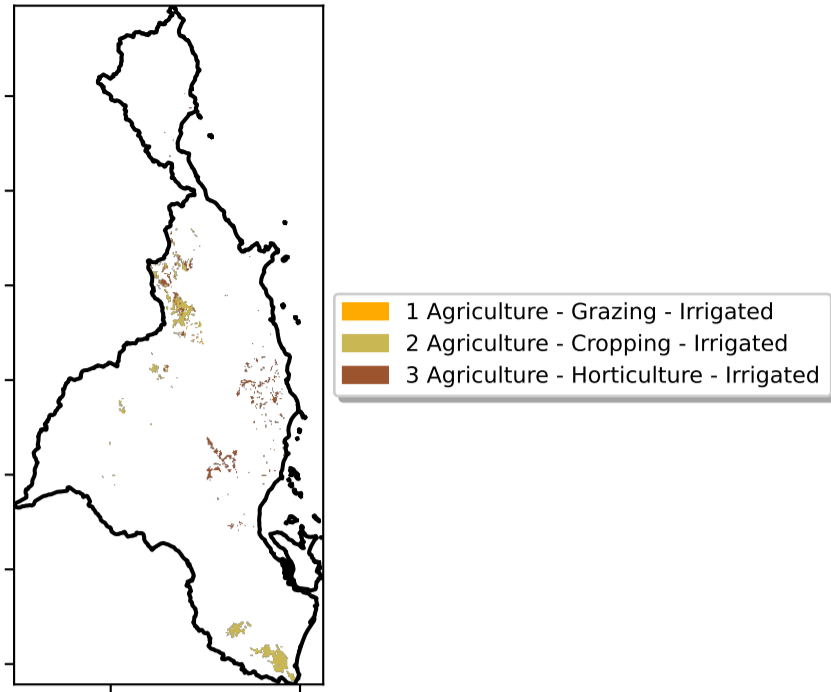 1 Agriculture - Grazing - Irrigated
2 Agriculture - Cropping - Irrigated
3 Agriculture - Horticulture - Irrigated